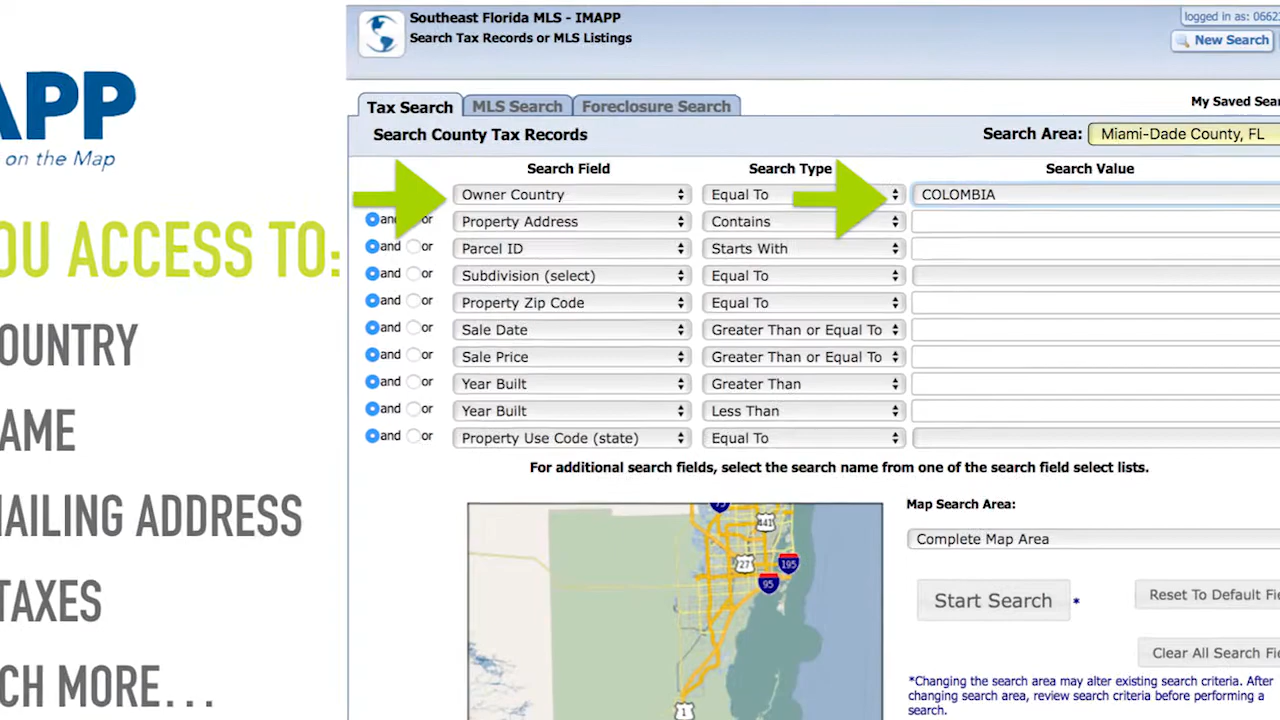 APP
on the Map
OU ACCESS TO:
OUNTRY
AME
MAILING ADDRESS
TAXES
CH MORE...
Southeast Florida MLS - IMAPP
Search Tax Records or MLS Listings
logged in as: 0662
New Search
Tax Search
MLS Search
Foreclosure Search
My Saved Sear
Search County Tax Records
Search Area:
Miami-Dade County, FL
Search Field
Search Type
Search Value
Owner Country
Equal To
COLOMBIA
and or Property Address Contains
and or Parcel ID Starts With
and or Subdivision (select) Equal To
and or Property Zip Code Equal To
and or Sale Date Greater Than or Equal To
and or Sale Price Greater Than or Equal To
and or Year Built Greater Than
and or Year Built Less Than
and or Property Use Code (state) Equal To
For additional search fields, select the search name from one of the search field select lists.
441
27
195
95
1
Map Search Area:
Complete Map Area
Start Search *
Reset To Default Fie
Clear All Search Fie
*Changing the search area may alter existing search criteria. After
changing search area, review search criteria before performing a
search.